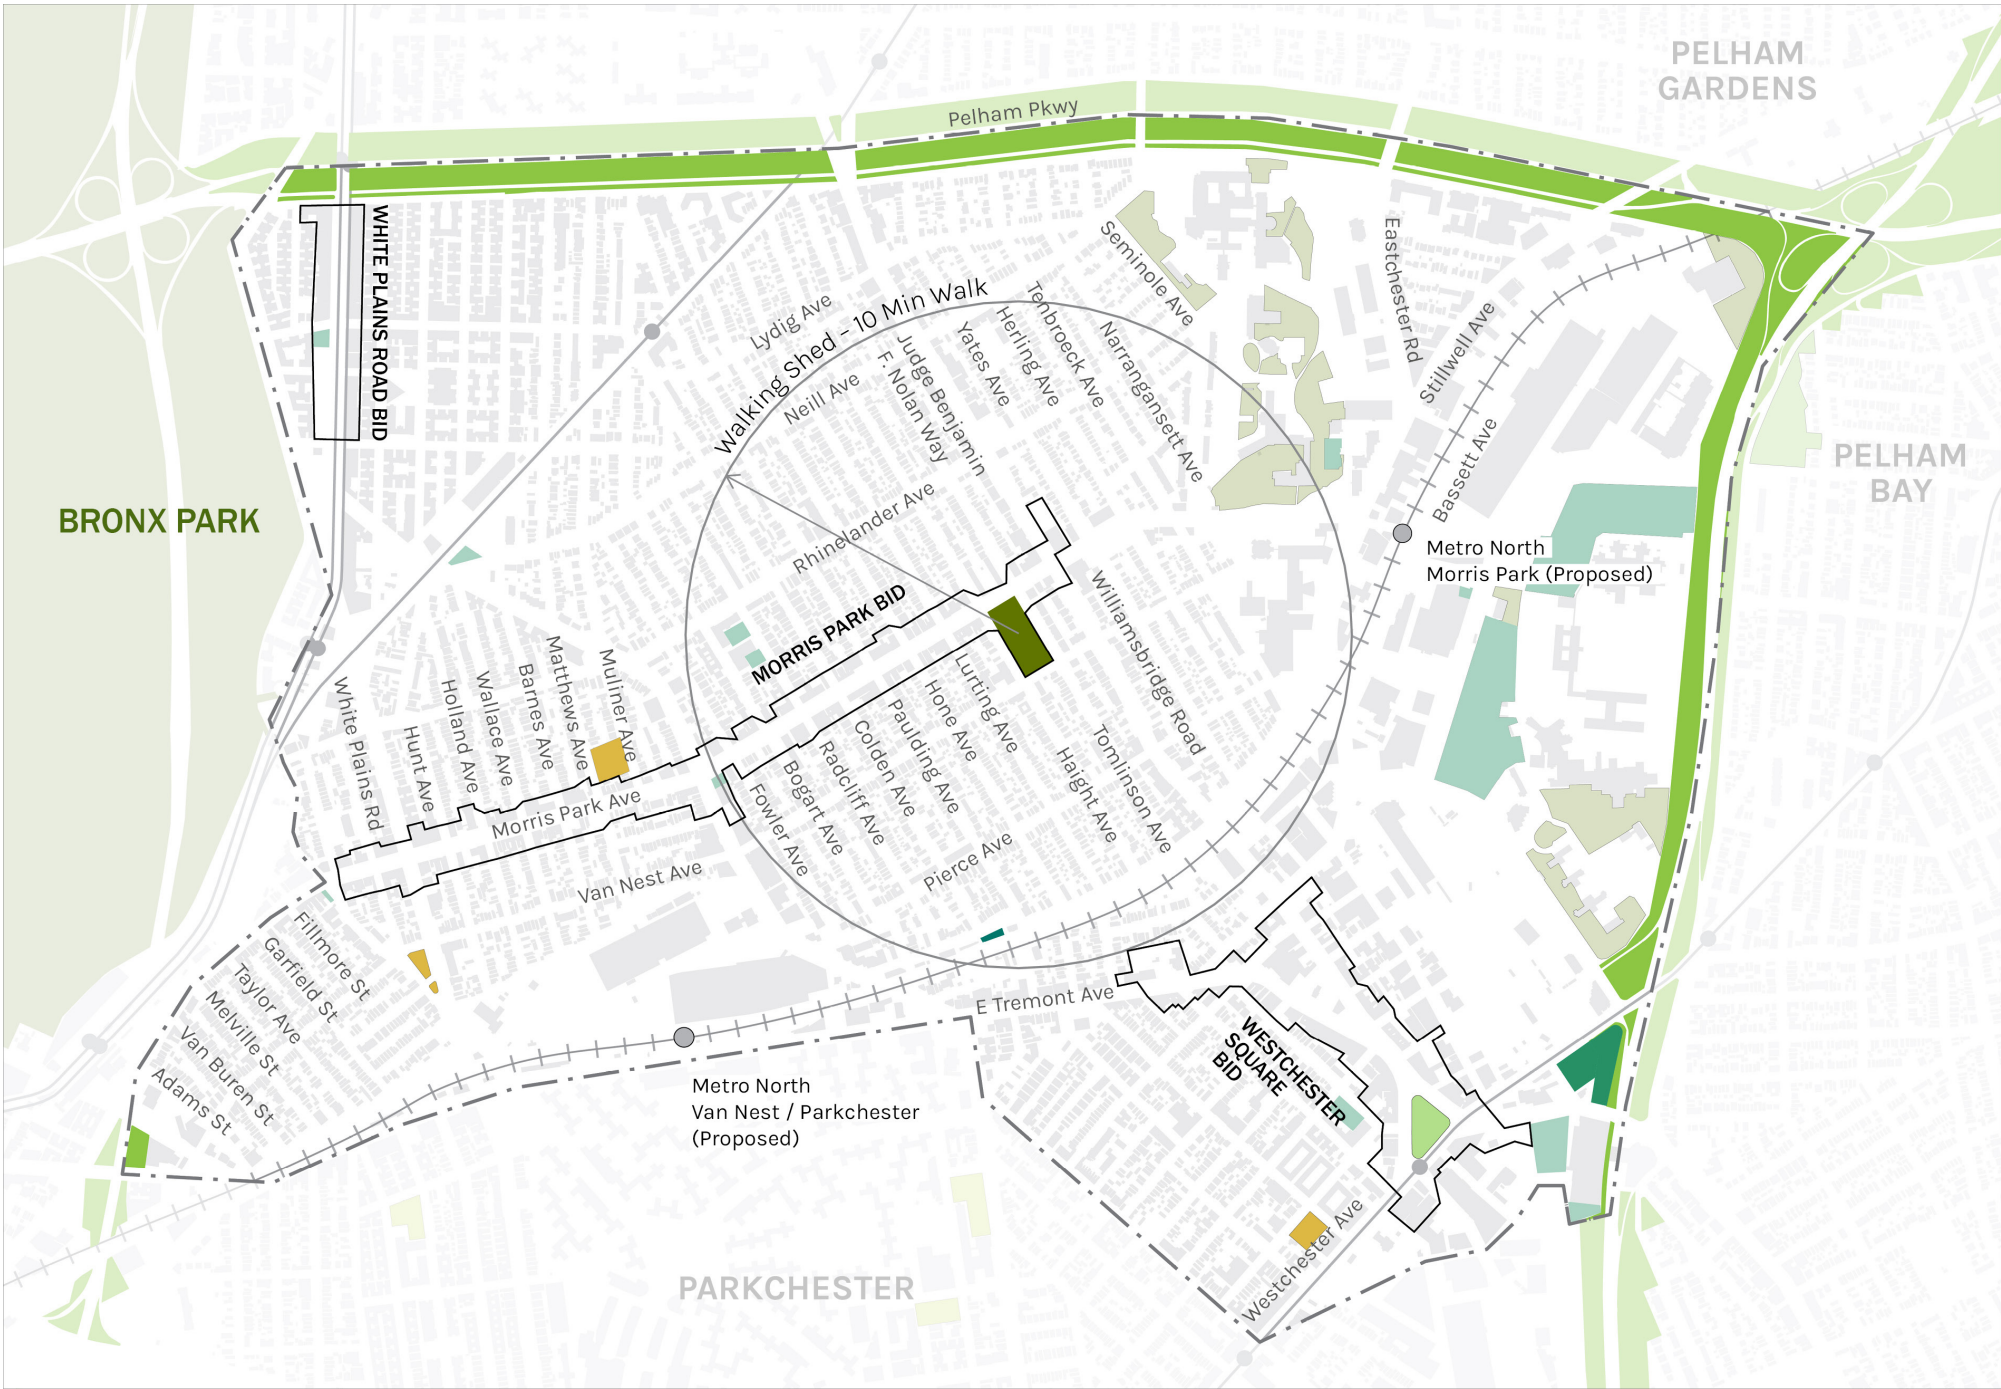 PELHAM
GARDENS
Pelham Pkwy
WHITE PLAINS ROAD BID
Seminole Ave
Eastchester Rd
Stillwell Ave
Bassett Ave
Lydig Ave
Walking Shed – 10 Min Walk
Neill Ave
Judge Benjamin
F. Nolan Way
Yates Ave
Herling Ave
Tenbroeck Ave
Narrangansett Ave
PELHAM
BAY
BRONX PARK
Rhinelander Ave
Metro North
Morris Park (Proposed)
MORRIS PARK BID
Williamsbridge Road
White Plains Rd
Hunt Ave
Holland Ave
Wallace Ave
Barnes Ave
Matthews Ave
Muliner Ave
Morris Park Ave
Van Nest Ave
Fowler Ave
Bogart Ave
Radcliff Ave
Colden Ave
Paulding Ave
Hone Ave
Lurting Ave
Haight Ave
Tomlinson Ave
Pierce Ave
Fillmore St
Garfield St
Taylor Ave
Melville St
Van Buren St
Adams St
E Tremont Ave
WESTCHESTER
SQUARE
BID
Metro North
Van Nest / Parkchester
(Proposed)
Westchester Ave
PARKCHESTER